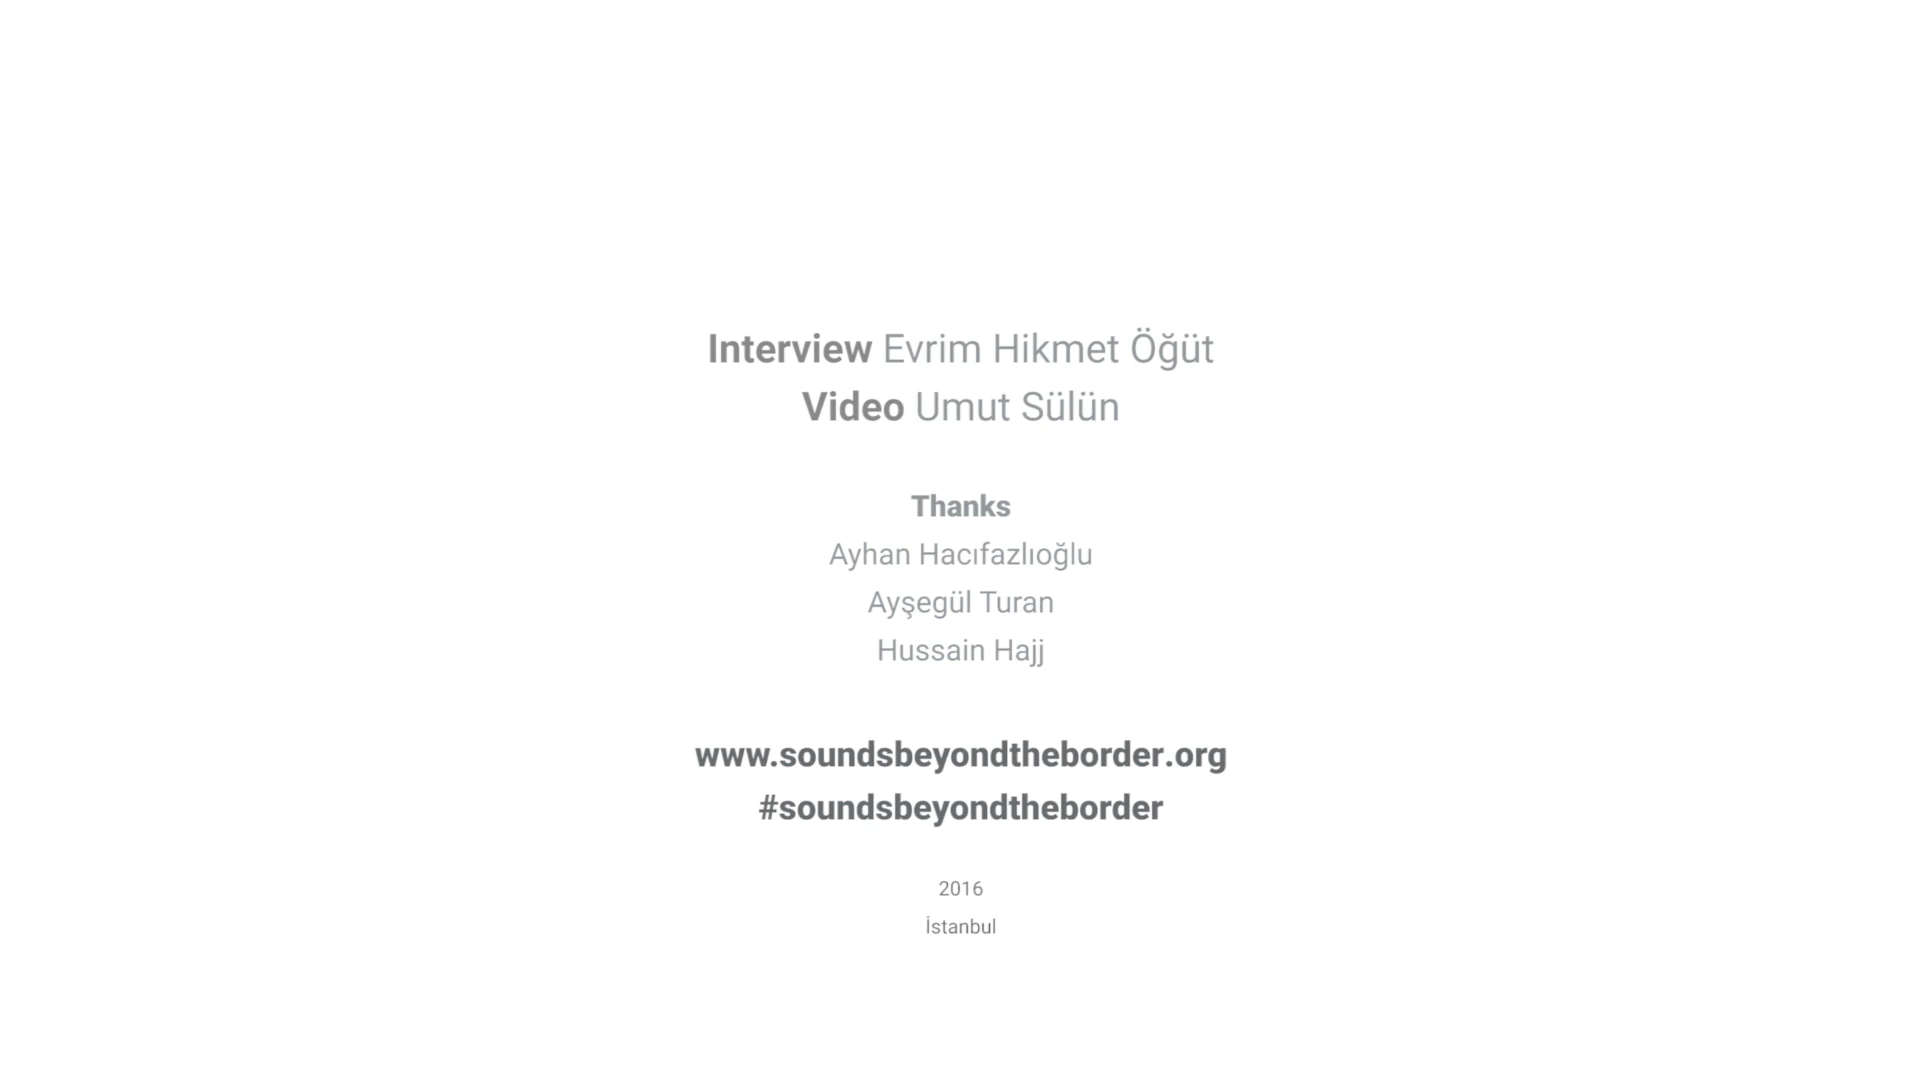 Interview Evrim Hikmet Öğüt
Video Umut Sülün
Thanks
Ayhan Hacıfazlıoğlu
Ayşegül Turan
Hussain Hajj
www.soundsbeyondtheborder.org
#soundsbeyondtheborder
2016
İstanbul